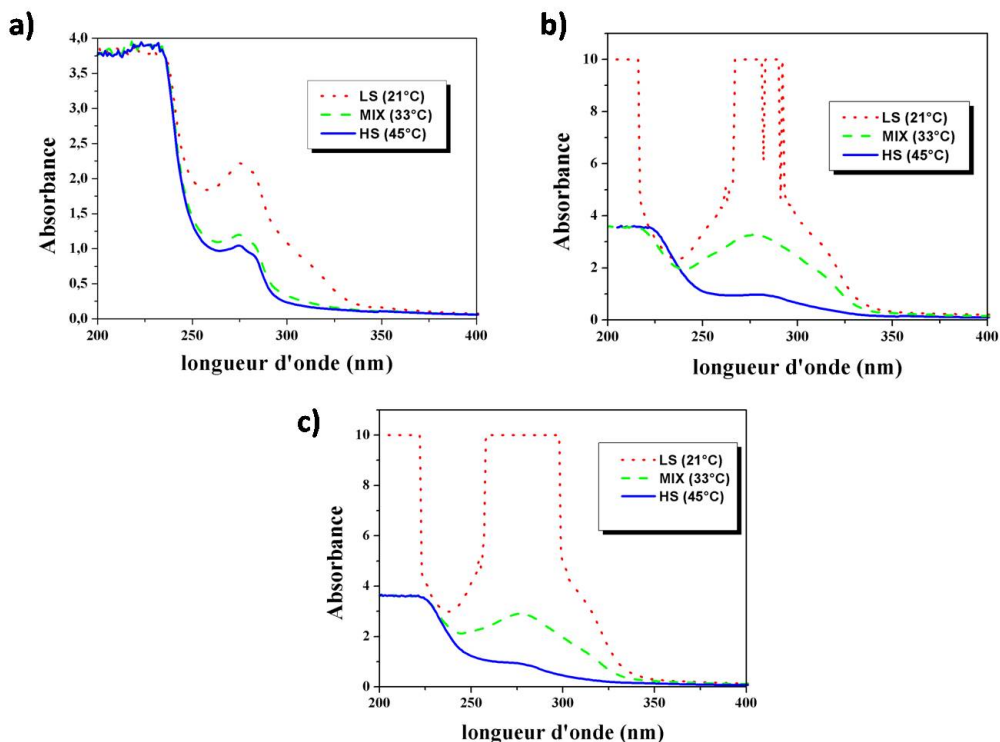 a)
4,0
3,5
3,0
2,5
2,0
1,5
1,0
0,5
0,0
Absorbance
LS (21°C)
MIX (33°C)
HS (45°C)
200 250 300 350 400
longueur d'onde (nm)
b)
10
8
6
4
2
0
Absorbance
LS (21°C)
MIX (33°C)
HS (45°C)
200 250 300 350 400
longueur d'onde (nm)
c)
10
8
6
4
2
0
Absorbance
LS (21°C)
MIX (33°C)
HS (45°C)
200 250 300 350 400
longueur d'onde (nm)